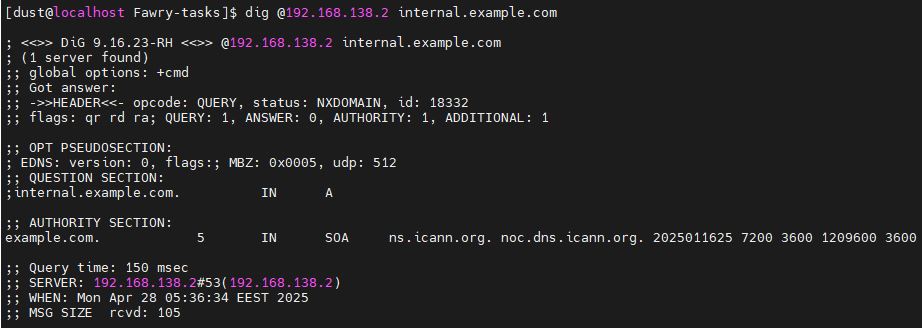 [dust@localhost Fawry-tasks]$ dig @192.168.138.2 internal.example.com
; <<>> DiG 9.16.23-RH <<>> @192.168.138.2 internal.example.com
; (1 server found)
;; global options: +cmd
;; Got answer:
;; ->>HEADER<<- opcode: QUERY, status: NXDOMAIN, id: 18332
;; flags: qr rd ra; QUERY: 1, ANSWER: 0, AUTHORITY: 1, ADDITIONAL: 1
;; OPT PSEUDOSECTION:
; EDNS: version: 0, flags:; MBZ: 0x0005, udp: 512
;; QUESTION SECTION:
;internal.example.com. IN A
;; AUTHORITY SECTION:
example.com. 5 IN SOA ns.icann.org. noc.dns.icann.org. 2025011625 7200 3600 1209600 3600
;; Query time: 150 msec
;; SERVER: 192.168.138.2#53(192.168.138.2)
;; WHEN: Mon Apr 28 05:36:34 EEST 2025
;; MSG SIZE rcvd: 105